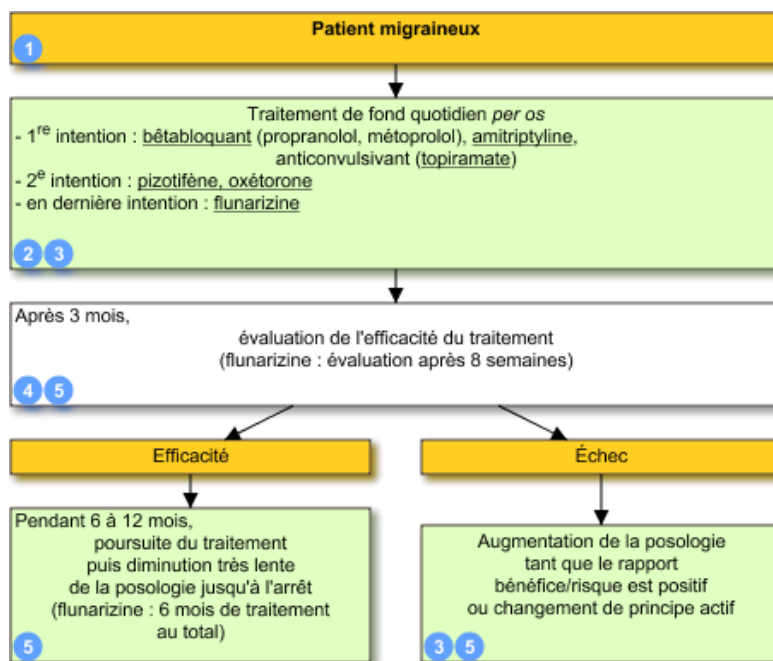 Patient migraineux
1
Traitement de fond quotidien per os
- 1re intention : bêtabloquant (propranolol, métoprolol), amitriptyline,
anticonvulsivant (topiramate)
- 2e intention : pizotifène, oxétorone
- en dernière intention : flunarizine
2 3
Après 3 mois,
évaluation de l'efficacité du traitement
(flunarizine : évaluation après 8 semaines)
4 5
Efficacité
Pendant 6 à 12 mois,
poursuite du traitement
puis diminution très lente
de la posologie jusqu'à l'arrêt
(flunarizine : 6 mois de traitement
au total)
5
Échec
Augmentation de la posologie
tant que le rapport
bénéfice/risque est positif
ou changement de principe actif
3 5